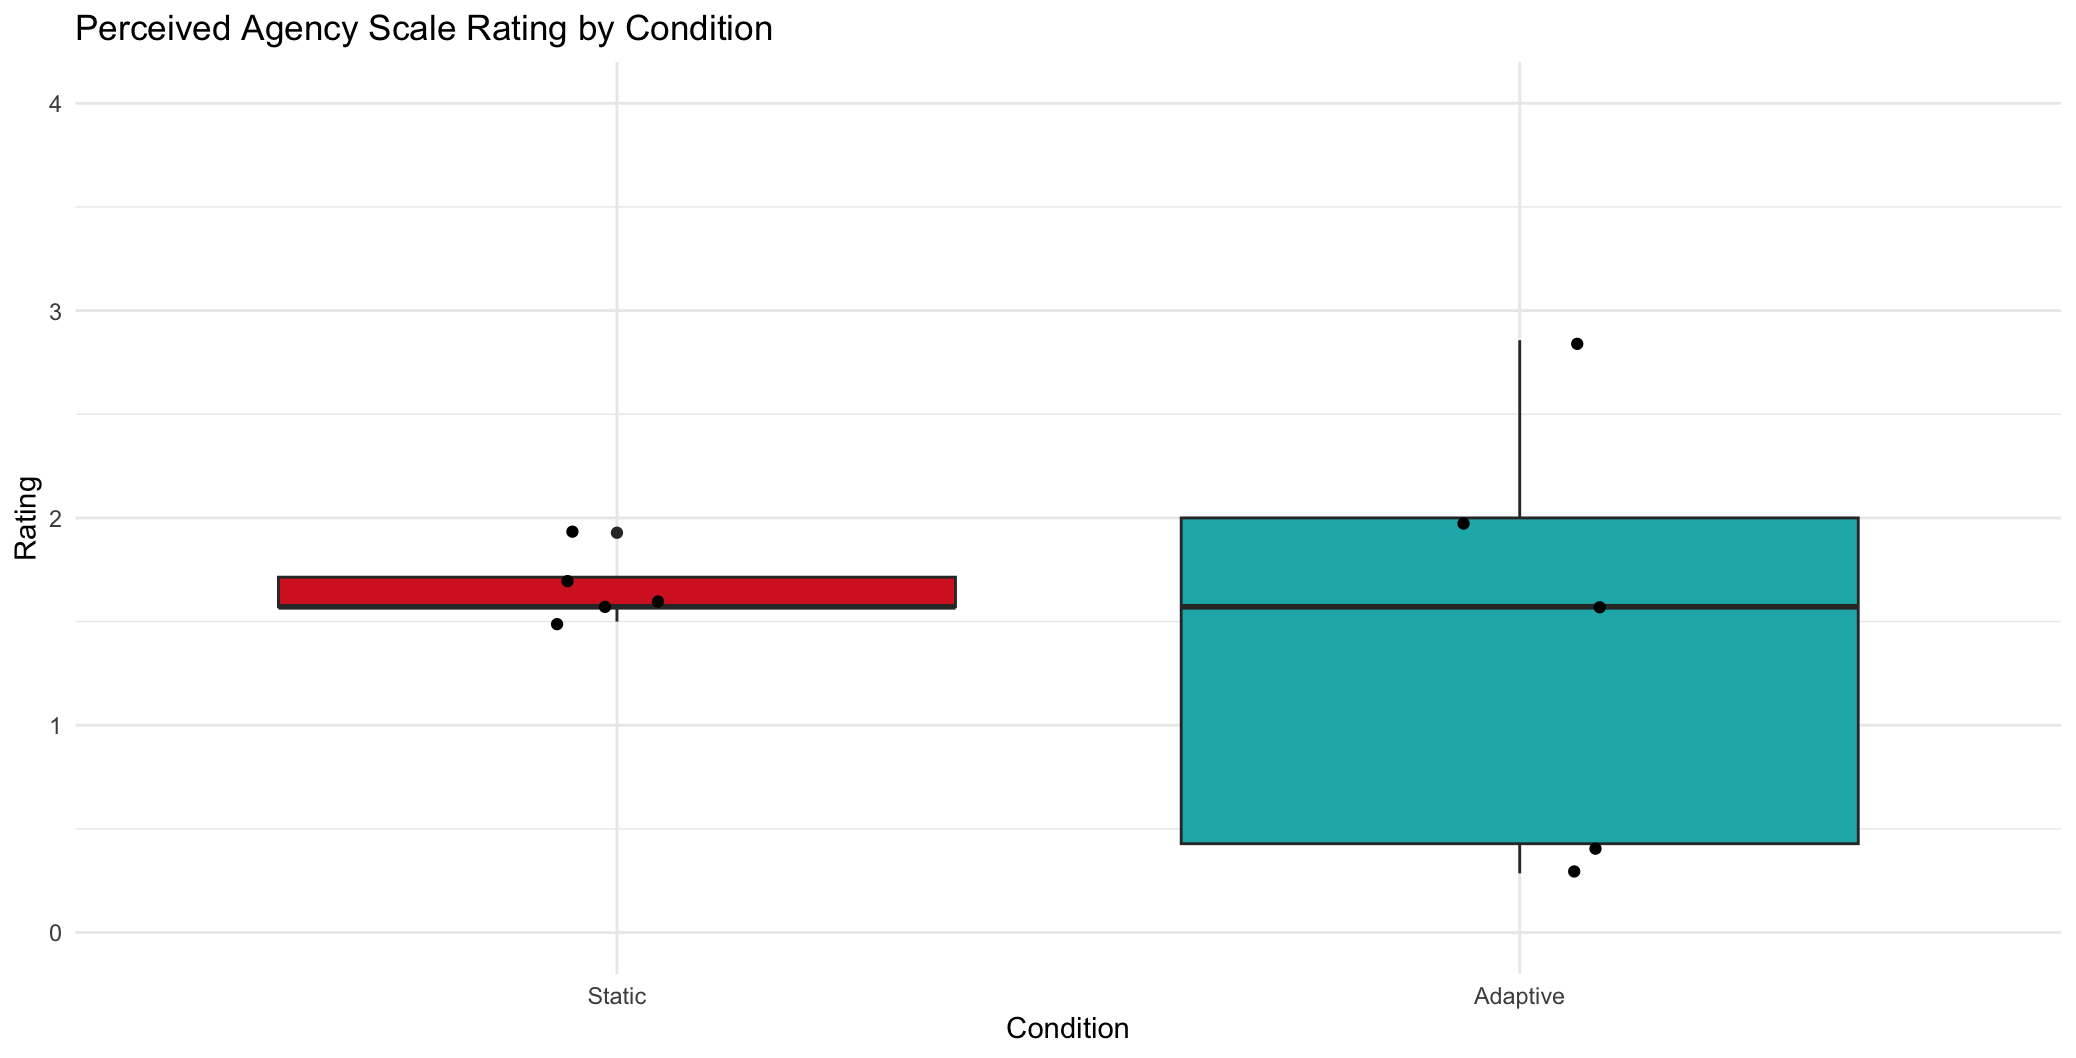 Perceived Agency Scale Rating by Condition
4
3
2
1
0
Rating
Static
Adaptive
Condition